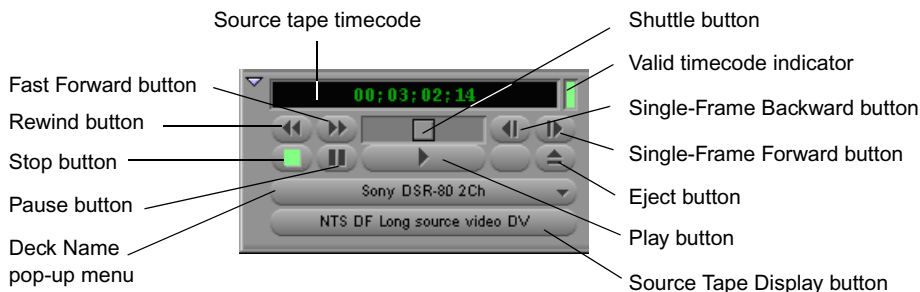 Source tape timecode
Shuttle button
Valid timecode indicator
Fast Forward button
00;03;02;14
Single-Frame Backward button
Rewind button
Single-Frame Forward button
Stop button
Sony DSR-80 2Ch
Eject button
Pause button
NTS DF Long source video DV
Play button
Deck Name
pop-up menu
Source Tape Display button